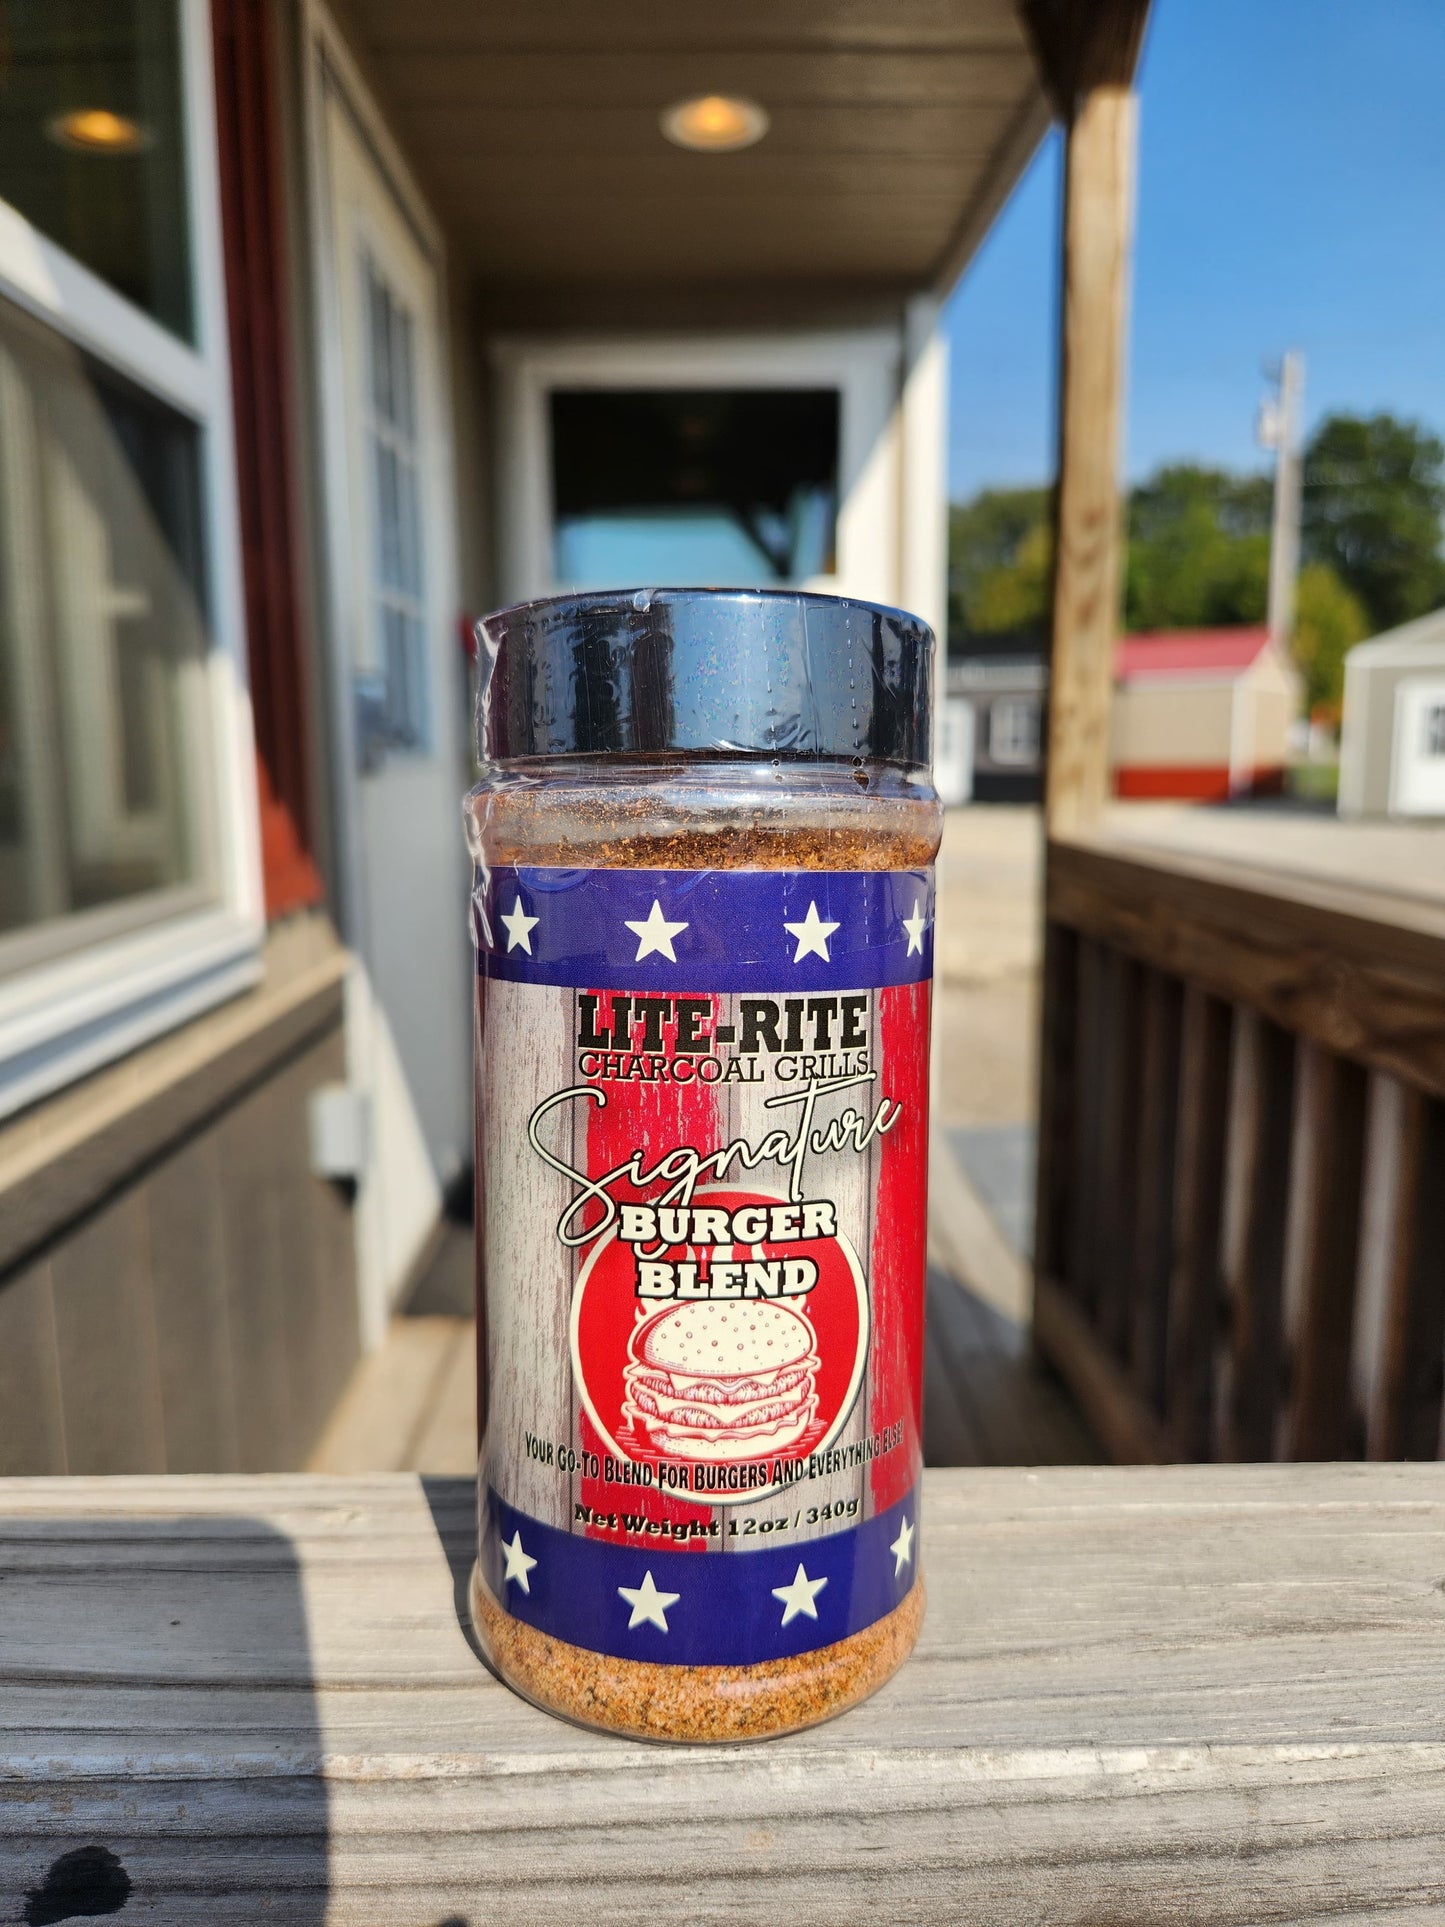 LITE-RITE
CHARCOAL GRILLS
Signature
BURGER
BLEND
YOUR GO-TO BLEND FOR BURGERS AND EVERYTHING ELSE!
Net Weight 12oz / 340g